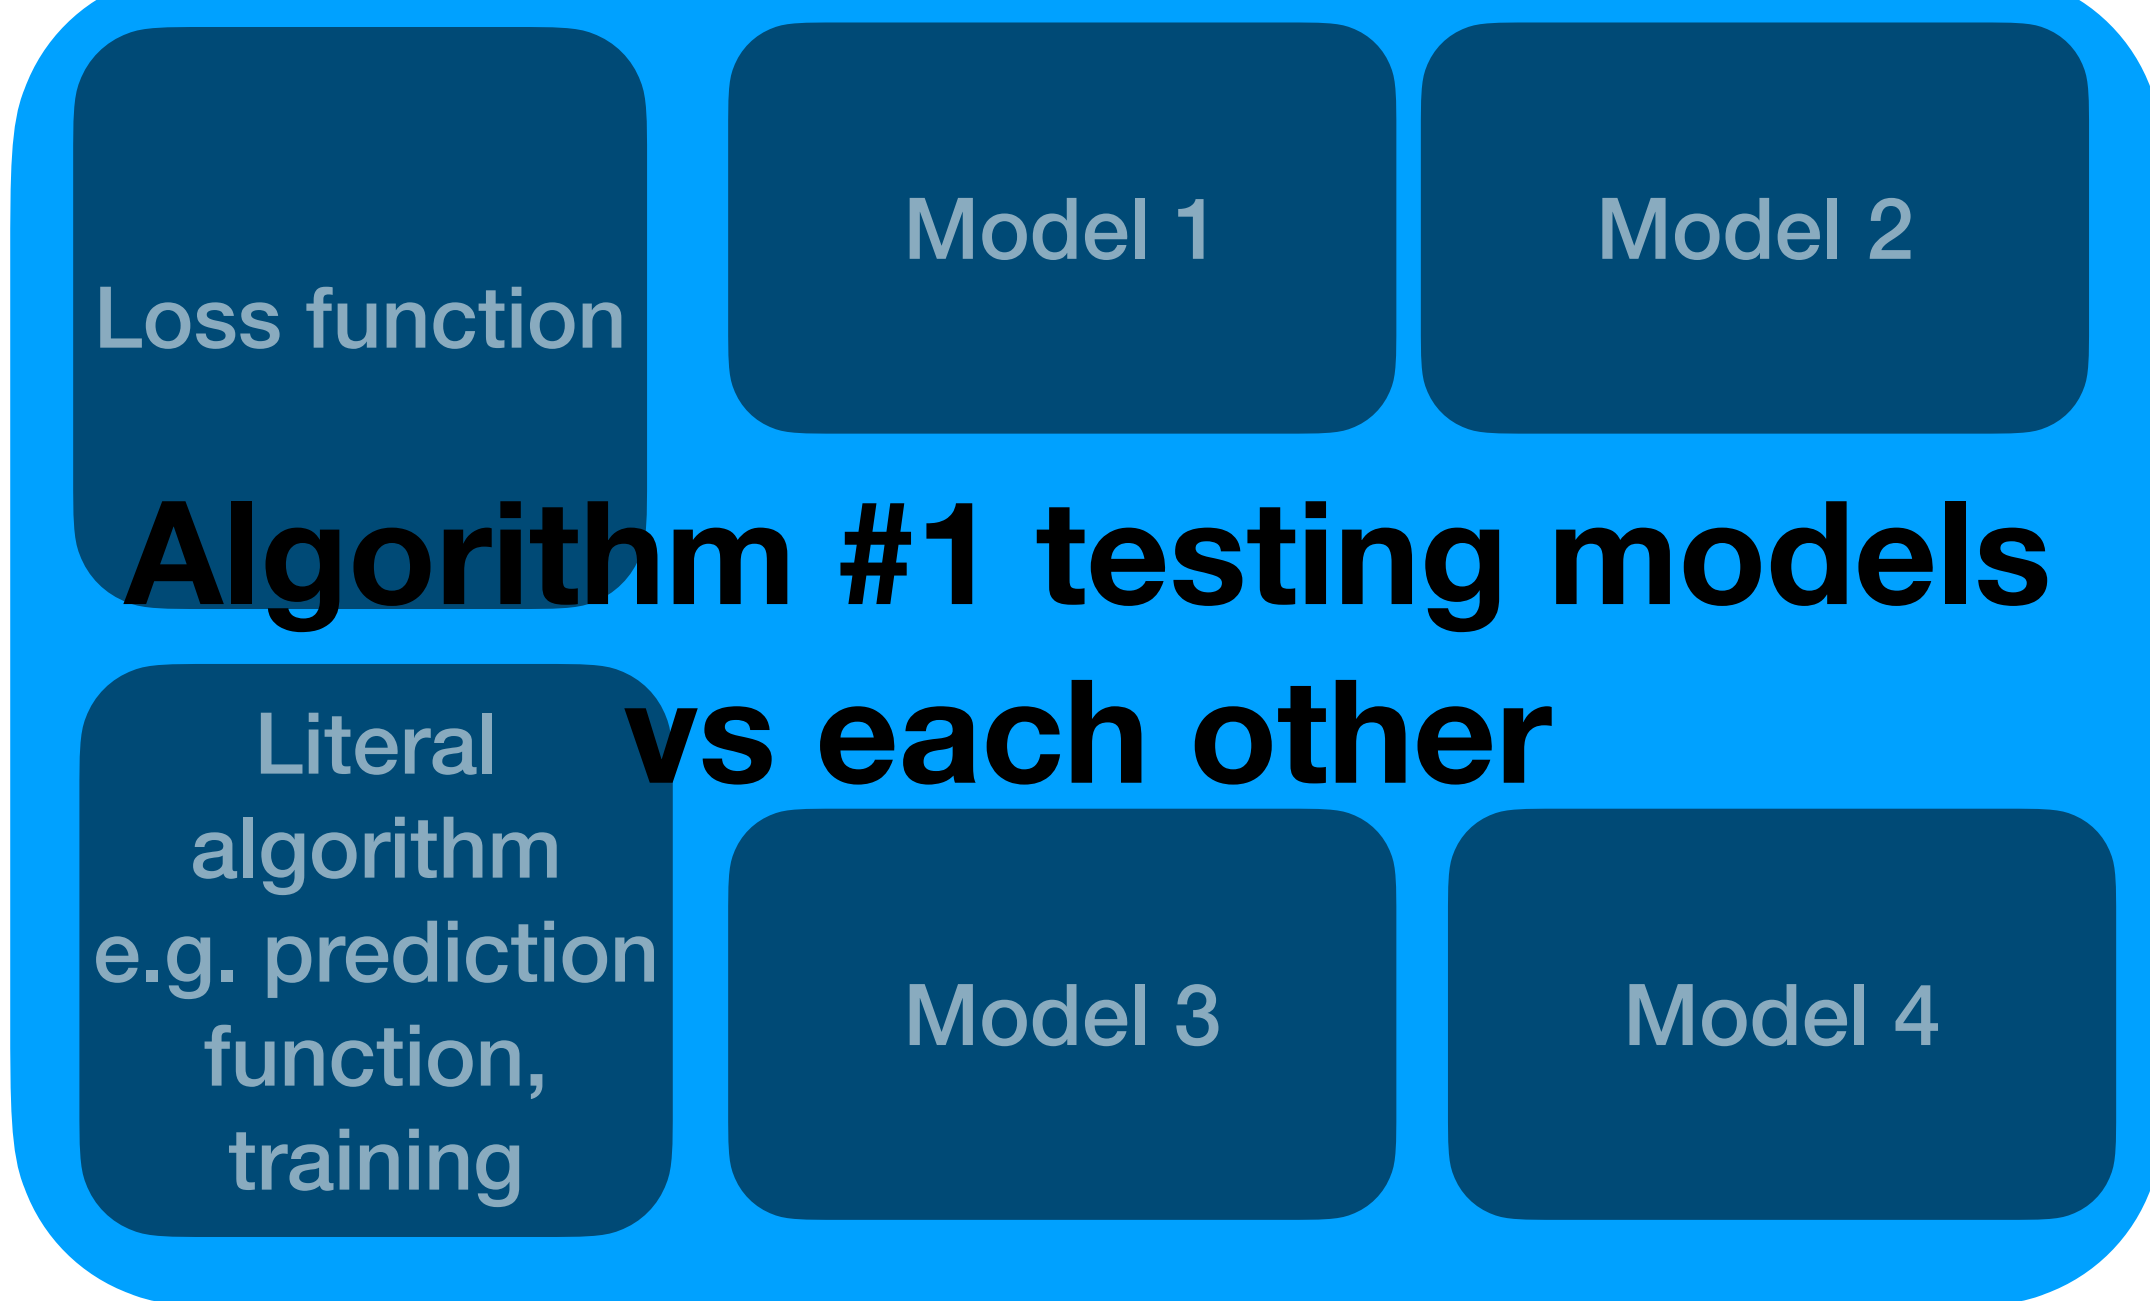 Loss function
Model 1
Model 2
Algorithm #1 testing models
vs each other
Literal
algorithm
e.g. prediction
function,
training
Model 3
Model 4